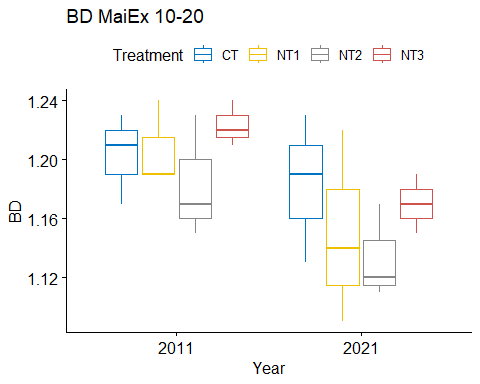 BD MaiEx 10-20
Treatment CT NT1 NT2 NT3
1.24
1.20
1.16
1.12
BD
2011 2021
Year